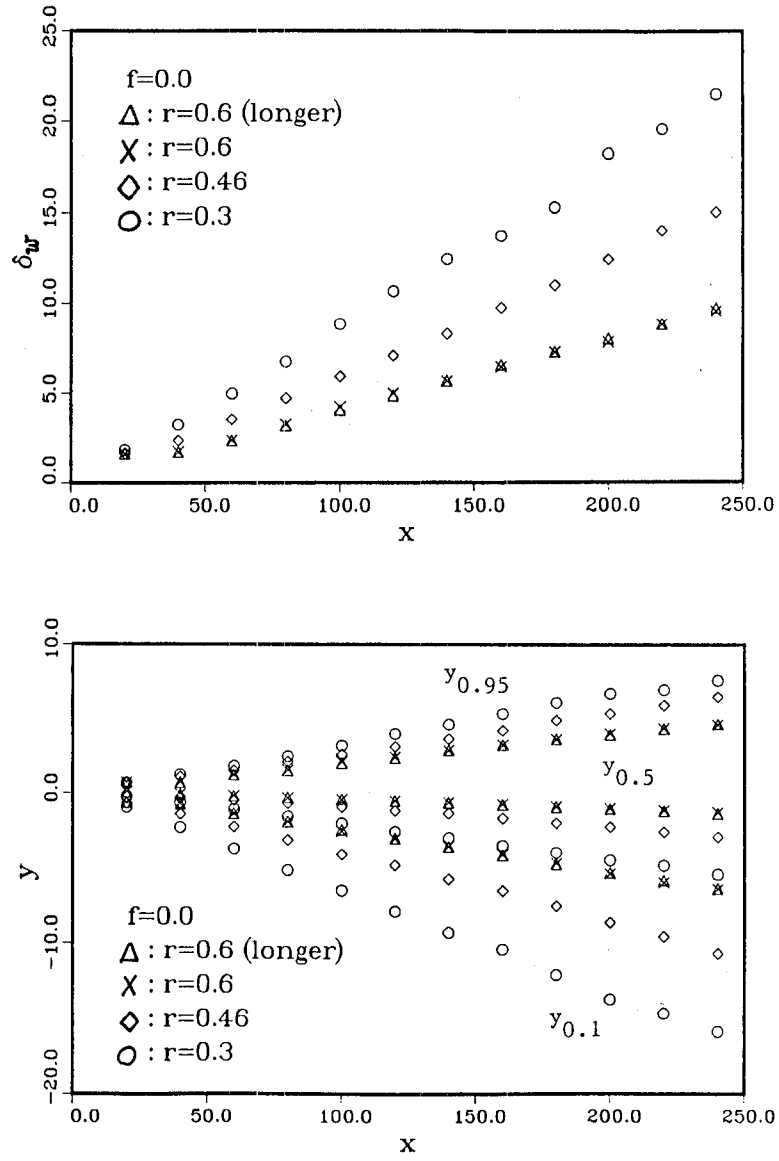 25.0
20.0
15.0
10.0
5.0
0.0
δw
f=0.0
△ : r=0.6 (longer)
X : r=0.6
◇ : r=0.46
○ : r=0.3
0.0 50.0 100.0 150.0 200.0 250.0
x
10.0
0.0
-10.0
-20.0
y
y0.95
y0.5
y0.1
f=0.0
△ : r=0.6 (longer)
X : r=0.6
◇ : r=0.46
○ : r=0.3
0.0 50.0 100.0 150.0 200.0 250.0
x